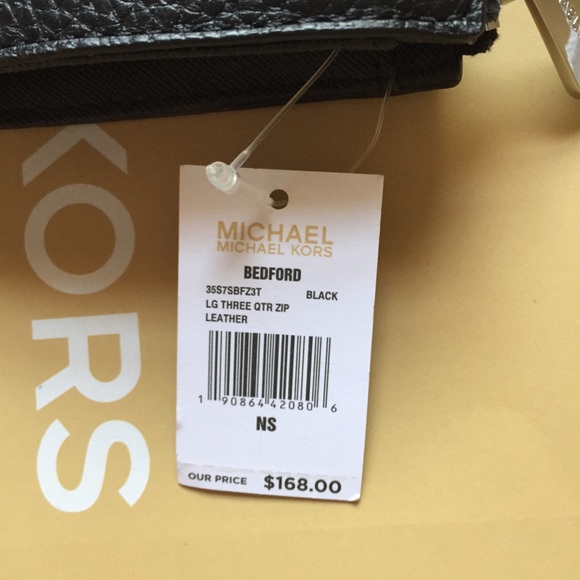 KORS
MICHAEL
MICHAEL KORS
BEDFORD
35S7SBFZ3T BLACK
LG THREE QTR ZIP
LEATHER
1 90864 42080 6
NS
OUR PRICE $168.00